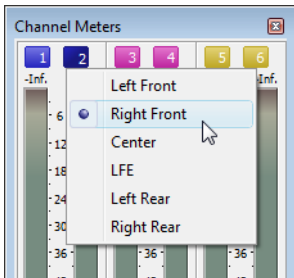 Channel Meters
1 2 3 4 5 6
-Inf. Inf.
Left Front
6 Right Front
12 Center
18 LFE
24 Left Rear
30 Right Rear
36 36 36